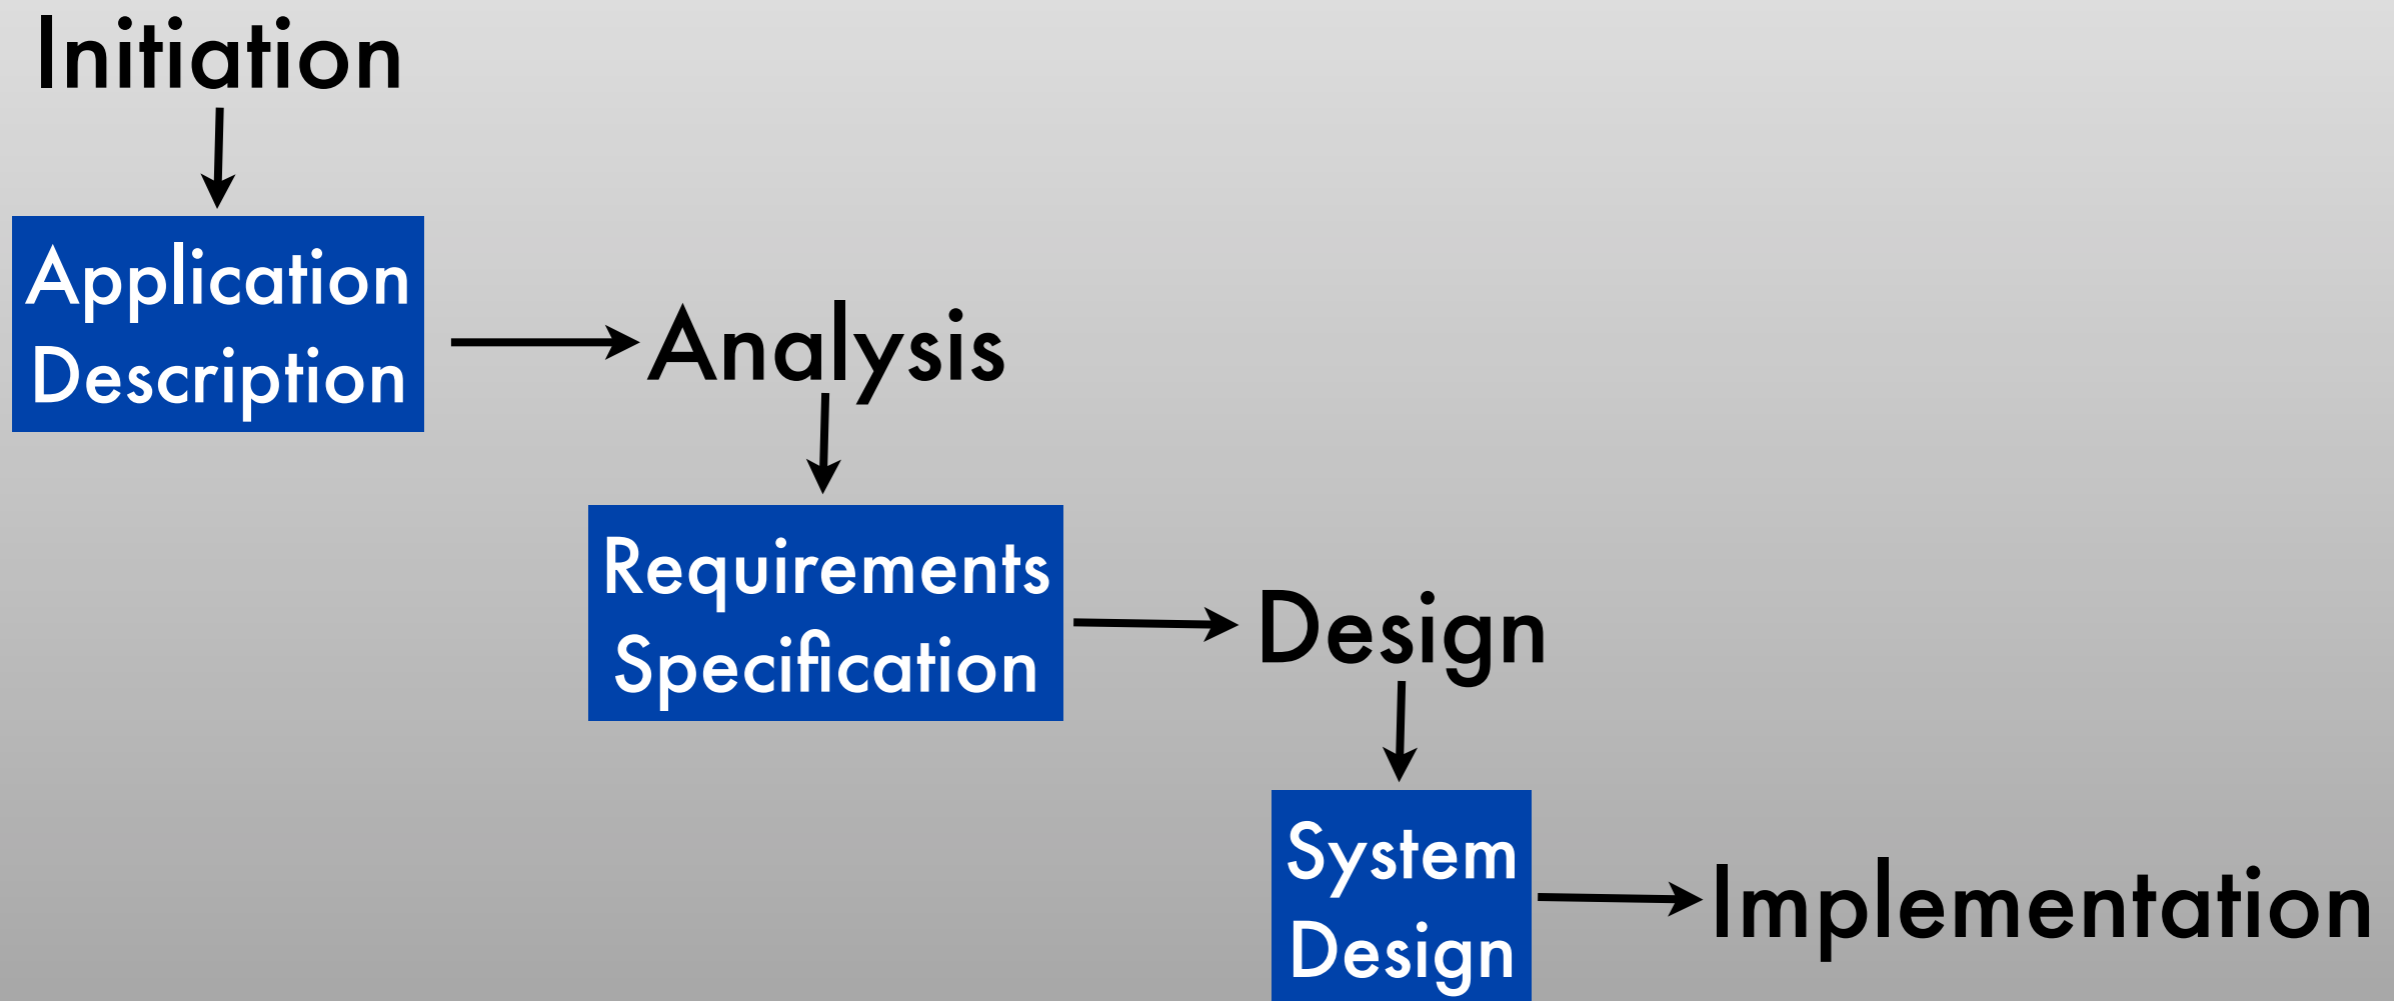 Initiation
Application
Description
Analysis
Requirements
Specification
Design
System
Design
Implementation